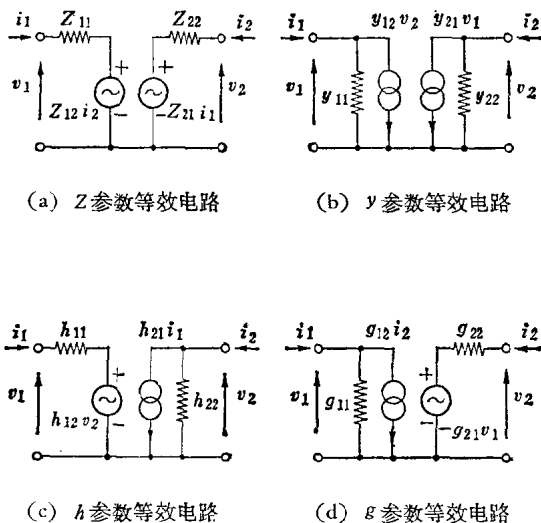 i₁ Z₁₁ Z₂₂ i₂
v₁ + + v₂
Z₁₂ i₂ − − Z₂₁ i₁
(a) Z参数等效电路
i₁ y₁₂ v₂ y₂₁ v₁ i₂
v₁ y₁₁ y₂₂ v₂
(b) y参数等效电路
i₁ h₁₁ h₂₁ i₁ i₂
v₁ + h₂₂ v₂
h₁₂ v₂ −
(c) h参数等效电路
i₁ g₁₂ i₂ g₂₂ i₂
v₁ g₁₁ + v₂
− g₂₁ v₁
(d) g参数等效电路